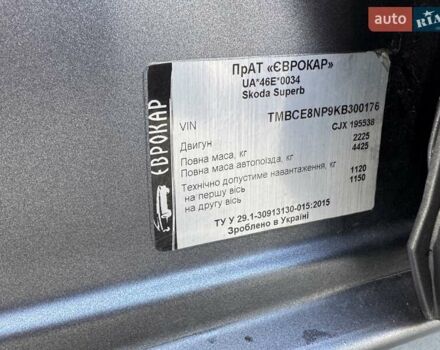 auto RIA
ПрАТ «ЄВРОКАР»
UA*46E*0034
Skoda Superb
VIN TMBCE8NP9KB300176
Двигун CJX 195538
Повна маса, кг 2225
Повна маса автопоїзда, кг 4425
Технічно допустиме навантаження, кг
на першу вісь 1120
на другу вісь 1150
ТУ У 29.1-30913130-015:2015
Зроблено в Україні
ЄВРОКАР